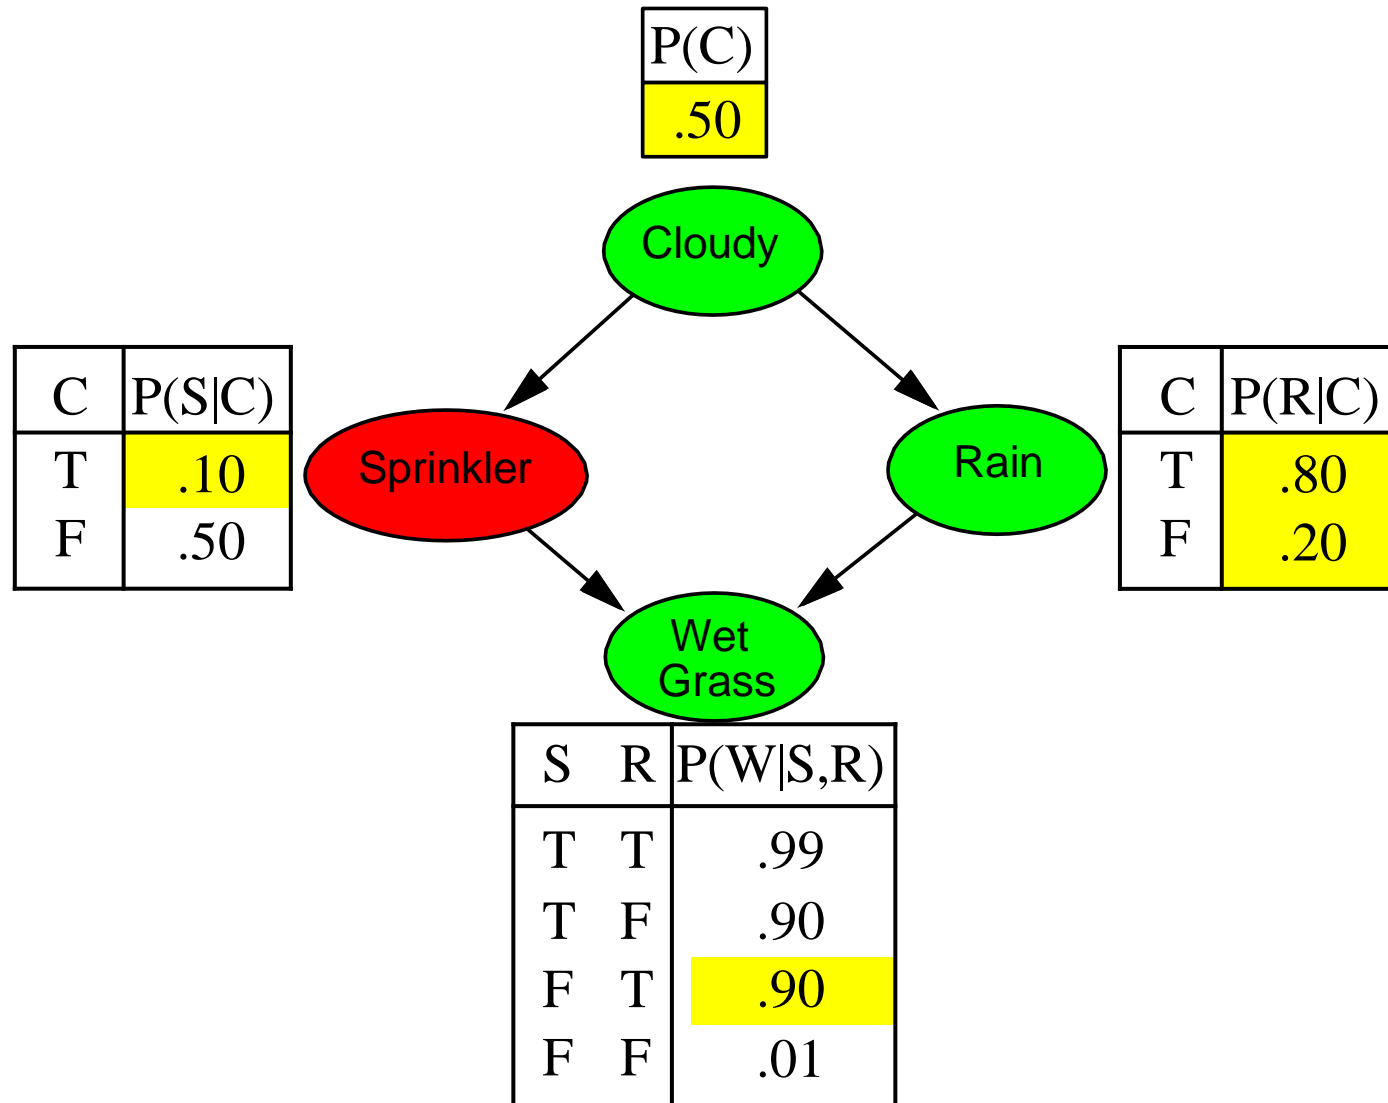 P(C)
.50
Cloudy
C P(S|C)
T .10
F .50
Sprinkler
Rain
C P(R|C)
T .80
F .20
Wet
Grass
S R P(W|S,R)
T T .99
T F .90
F T .90
F F .01